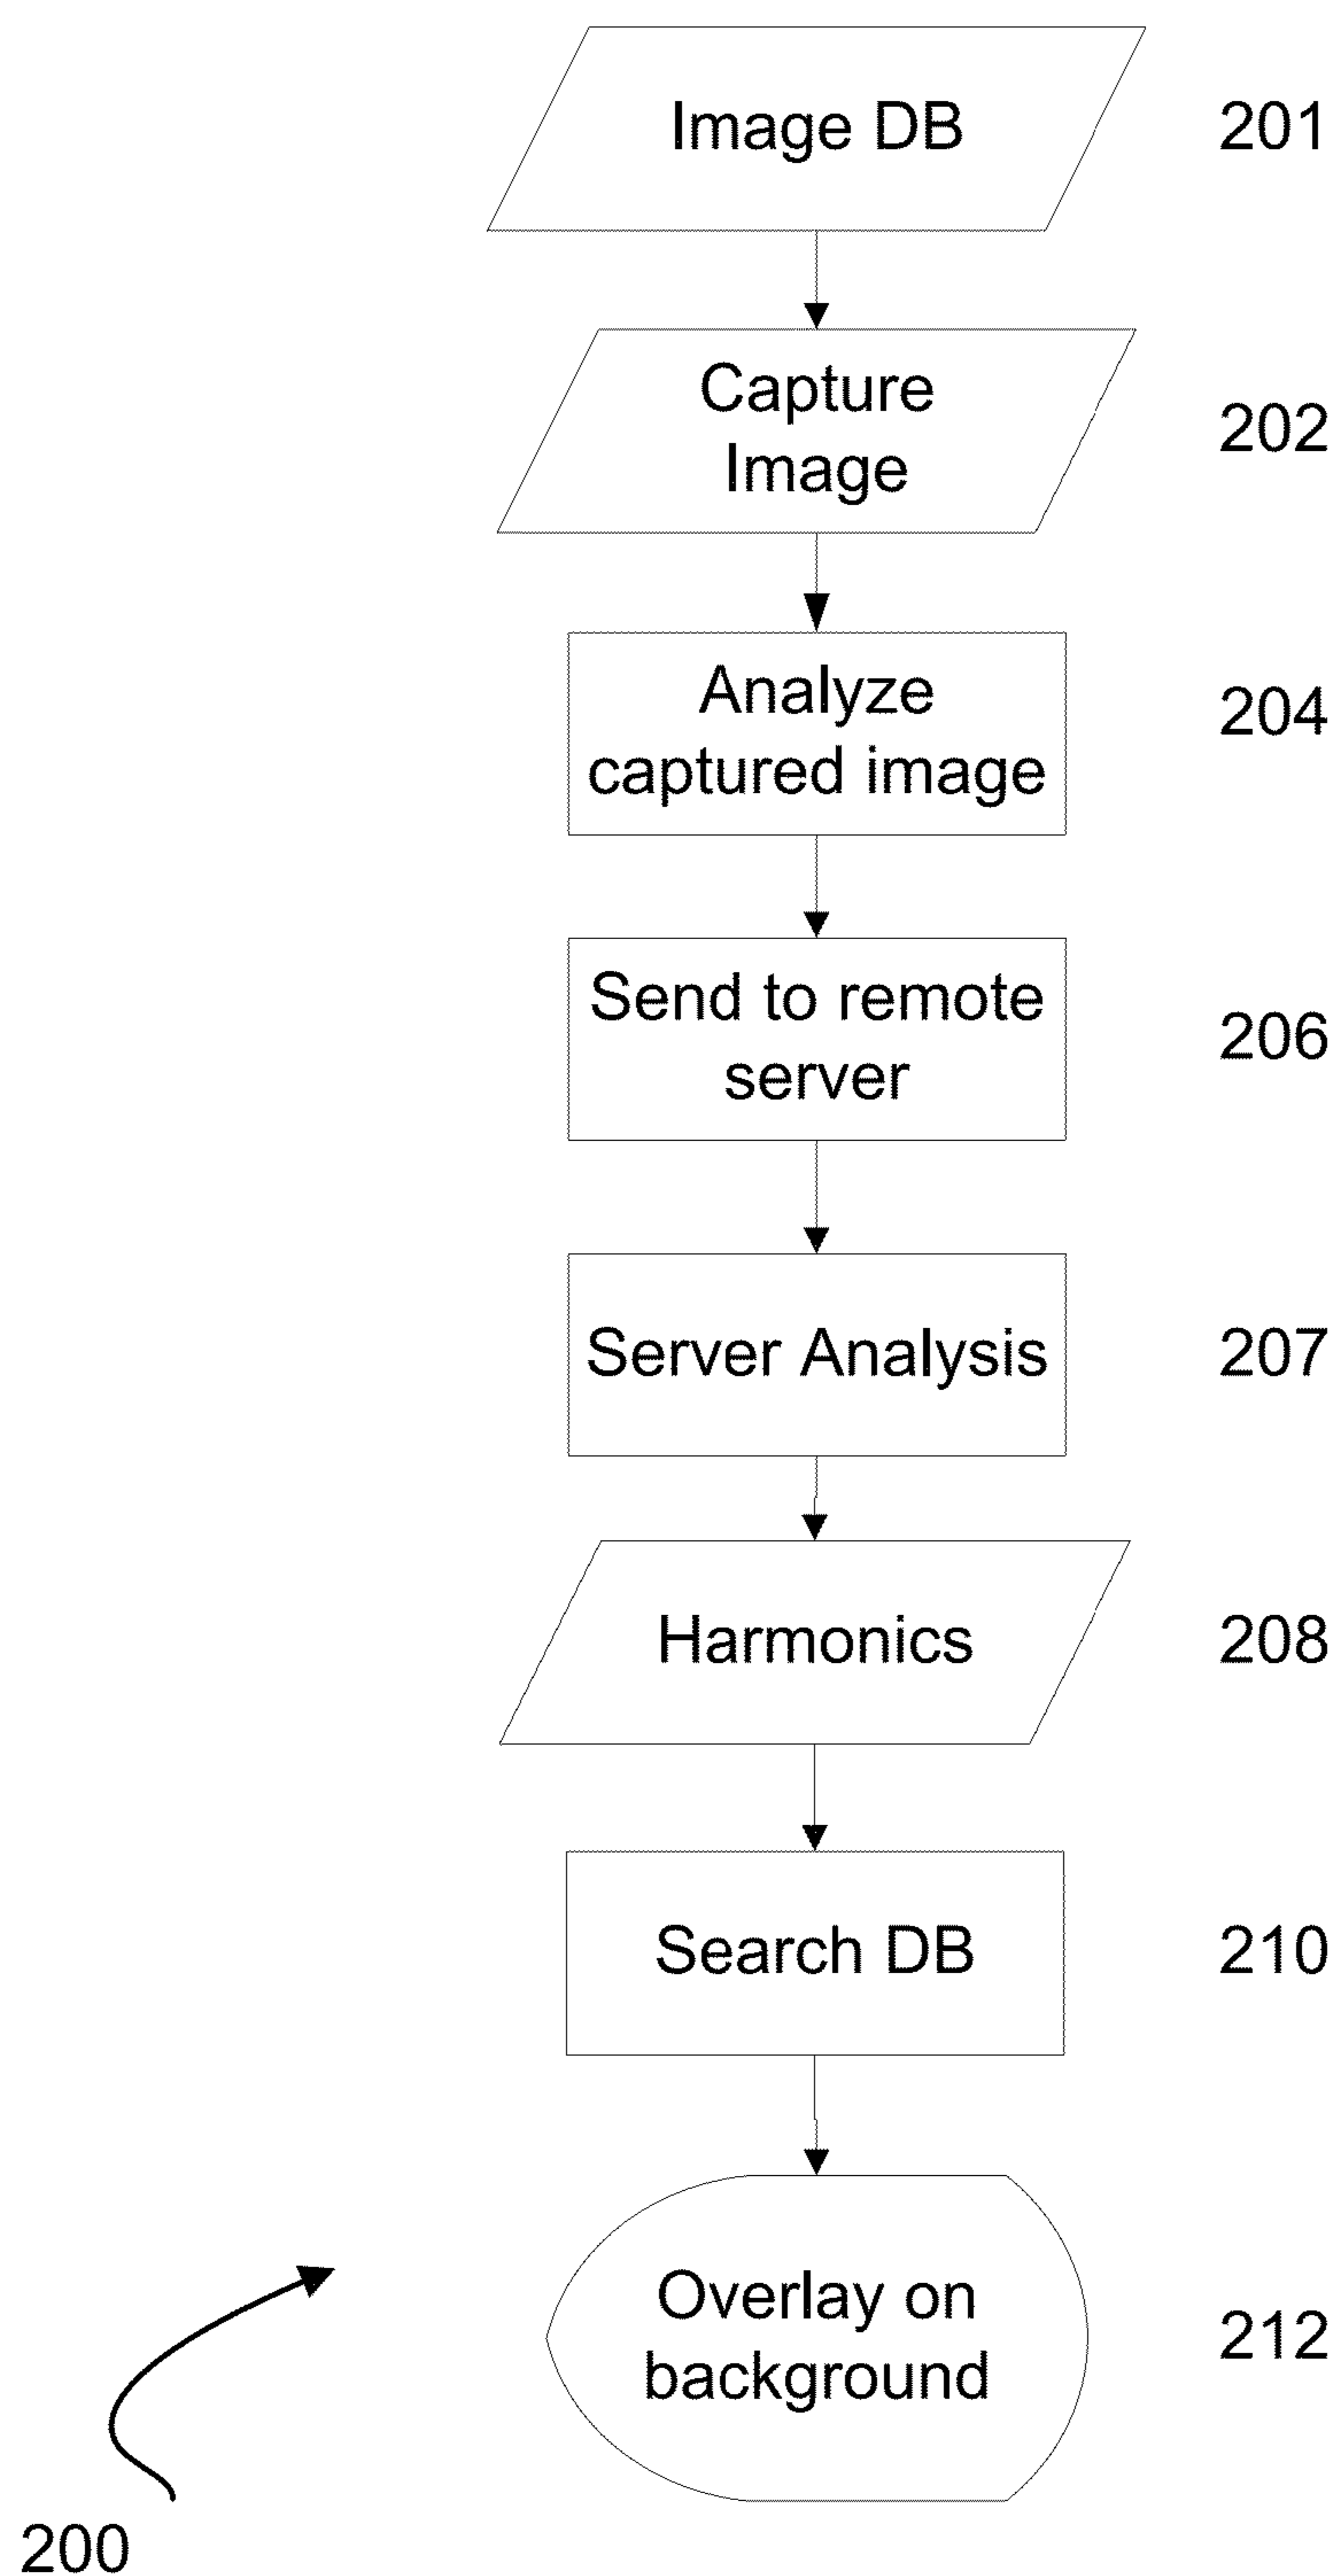 Image DB
201
Capture
Image
202
Analyze
captured image
204
Send to remote
server
206
Server Analysis
207
Harmonics
208
Search DB
210
Overlay on
background
212
200